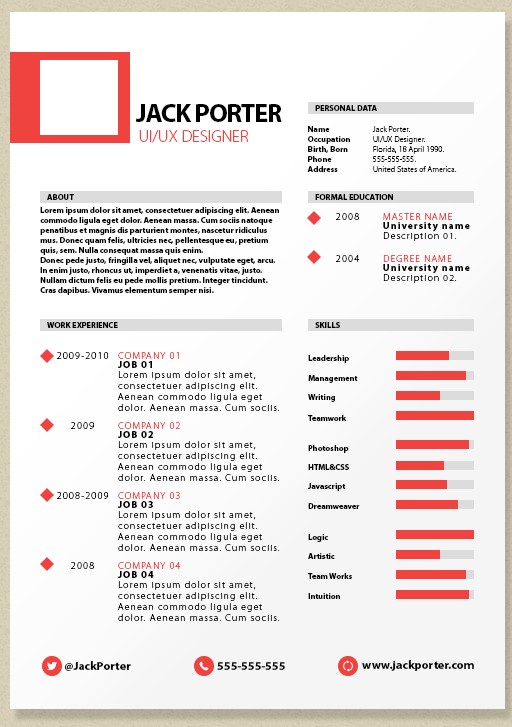 JACK PORTER
UI/UX DESIGNER
PERSONAL DATA
Name Jack Porter.
Occupation UI/UX Designer.
Birth, Born Florida, 18 April 1990.
Phone 555-555-555.
Address United States of America.
ABOUT
Lorem ipsum dolor sit amet, consectetuer adipiscing elit. Aenean
commodo ligula eget dolor. Aenean massa. Cum sociis natoque
penatibus et magnis dis parturient montes, nascetur ridiculus
mus. Donec quam felis, ultricies nec, pellentesque eu, pretium
quis, sem. Nulla consequat massa quis enim.
Donec pede justo, fringilla vel, aliquet nec, vulputate eget, arcu.
In enim justo, rhoncus ut, imperdiet a, venenatis vitae, justo.
Nullam dictum felis eu pede mollis pretium. Integer tincidunt.
Cras dapibus. Vivamus elementum semper nisi.
FORMAL EDUCATION
2008 MASTER NAME
University name
Description 01.
2004 DEGREE NAME
University name
Description 02.
WORK EXPERIENCE
2009-2010 COMPANY 01
JOB 01
Lorem ipsum dolor sit amet,
consectetuer adipiscing elit.
Aenean commodo ligula eget
dolor. Aenean massa. Cum sociis.
2009 COMPANY 02
JOB 02
Lorem ipsum dolor sit amet,
consectetuer adipiscing elit.
Aenean commodo ligula eget
dolor. Aenean massa. Cum sociis.
2008-2009 COMPANY 03
JOB 03
Lorem ipsum dolor sit amet,
consectetuer adipiscing elit.
Aenean commodo ligula eget
dolor. Aenean massa. Cum sociis.
2008 COMPANY 04
JOB 04
Lorem ipsum dolor sit amet,
consectetuer adipiscing elit.
Aenean commodo ligula eget
dolor. Aenean massa. Cum sociis.
SKILLS
Leadership
Management
Writing
Teamwork
Photoshop
HTML&CSS
Javascript
Dreamweaver
Logic
Artistic
Team Works
Intuition
@JackPorter
555-555-555
www.jackporter.com